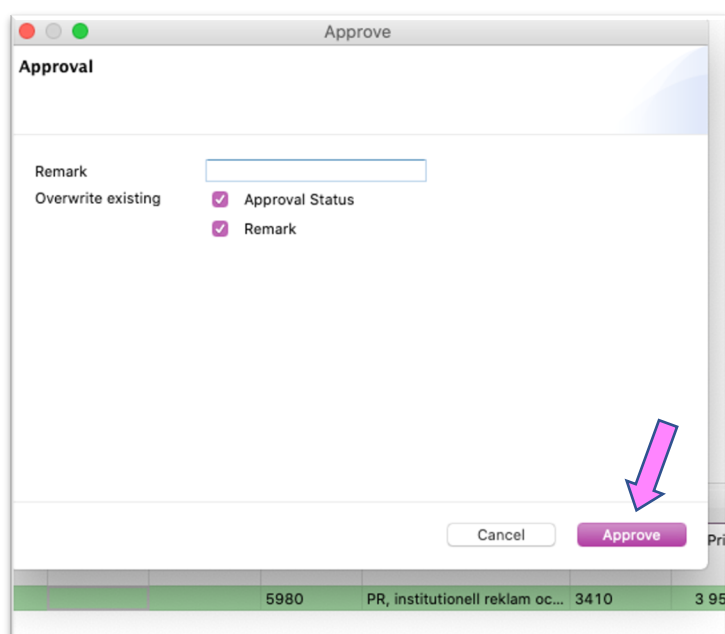 Approve
Approval
Remark
Overwrite existing
Approval Status
Remark
Cancel
Approve
Pri
5980 PR, institutionell reklam oc... 3410 3 95